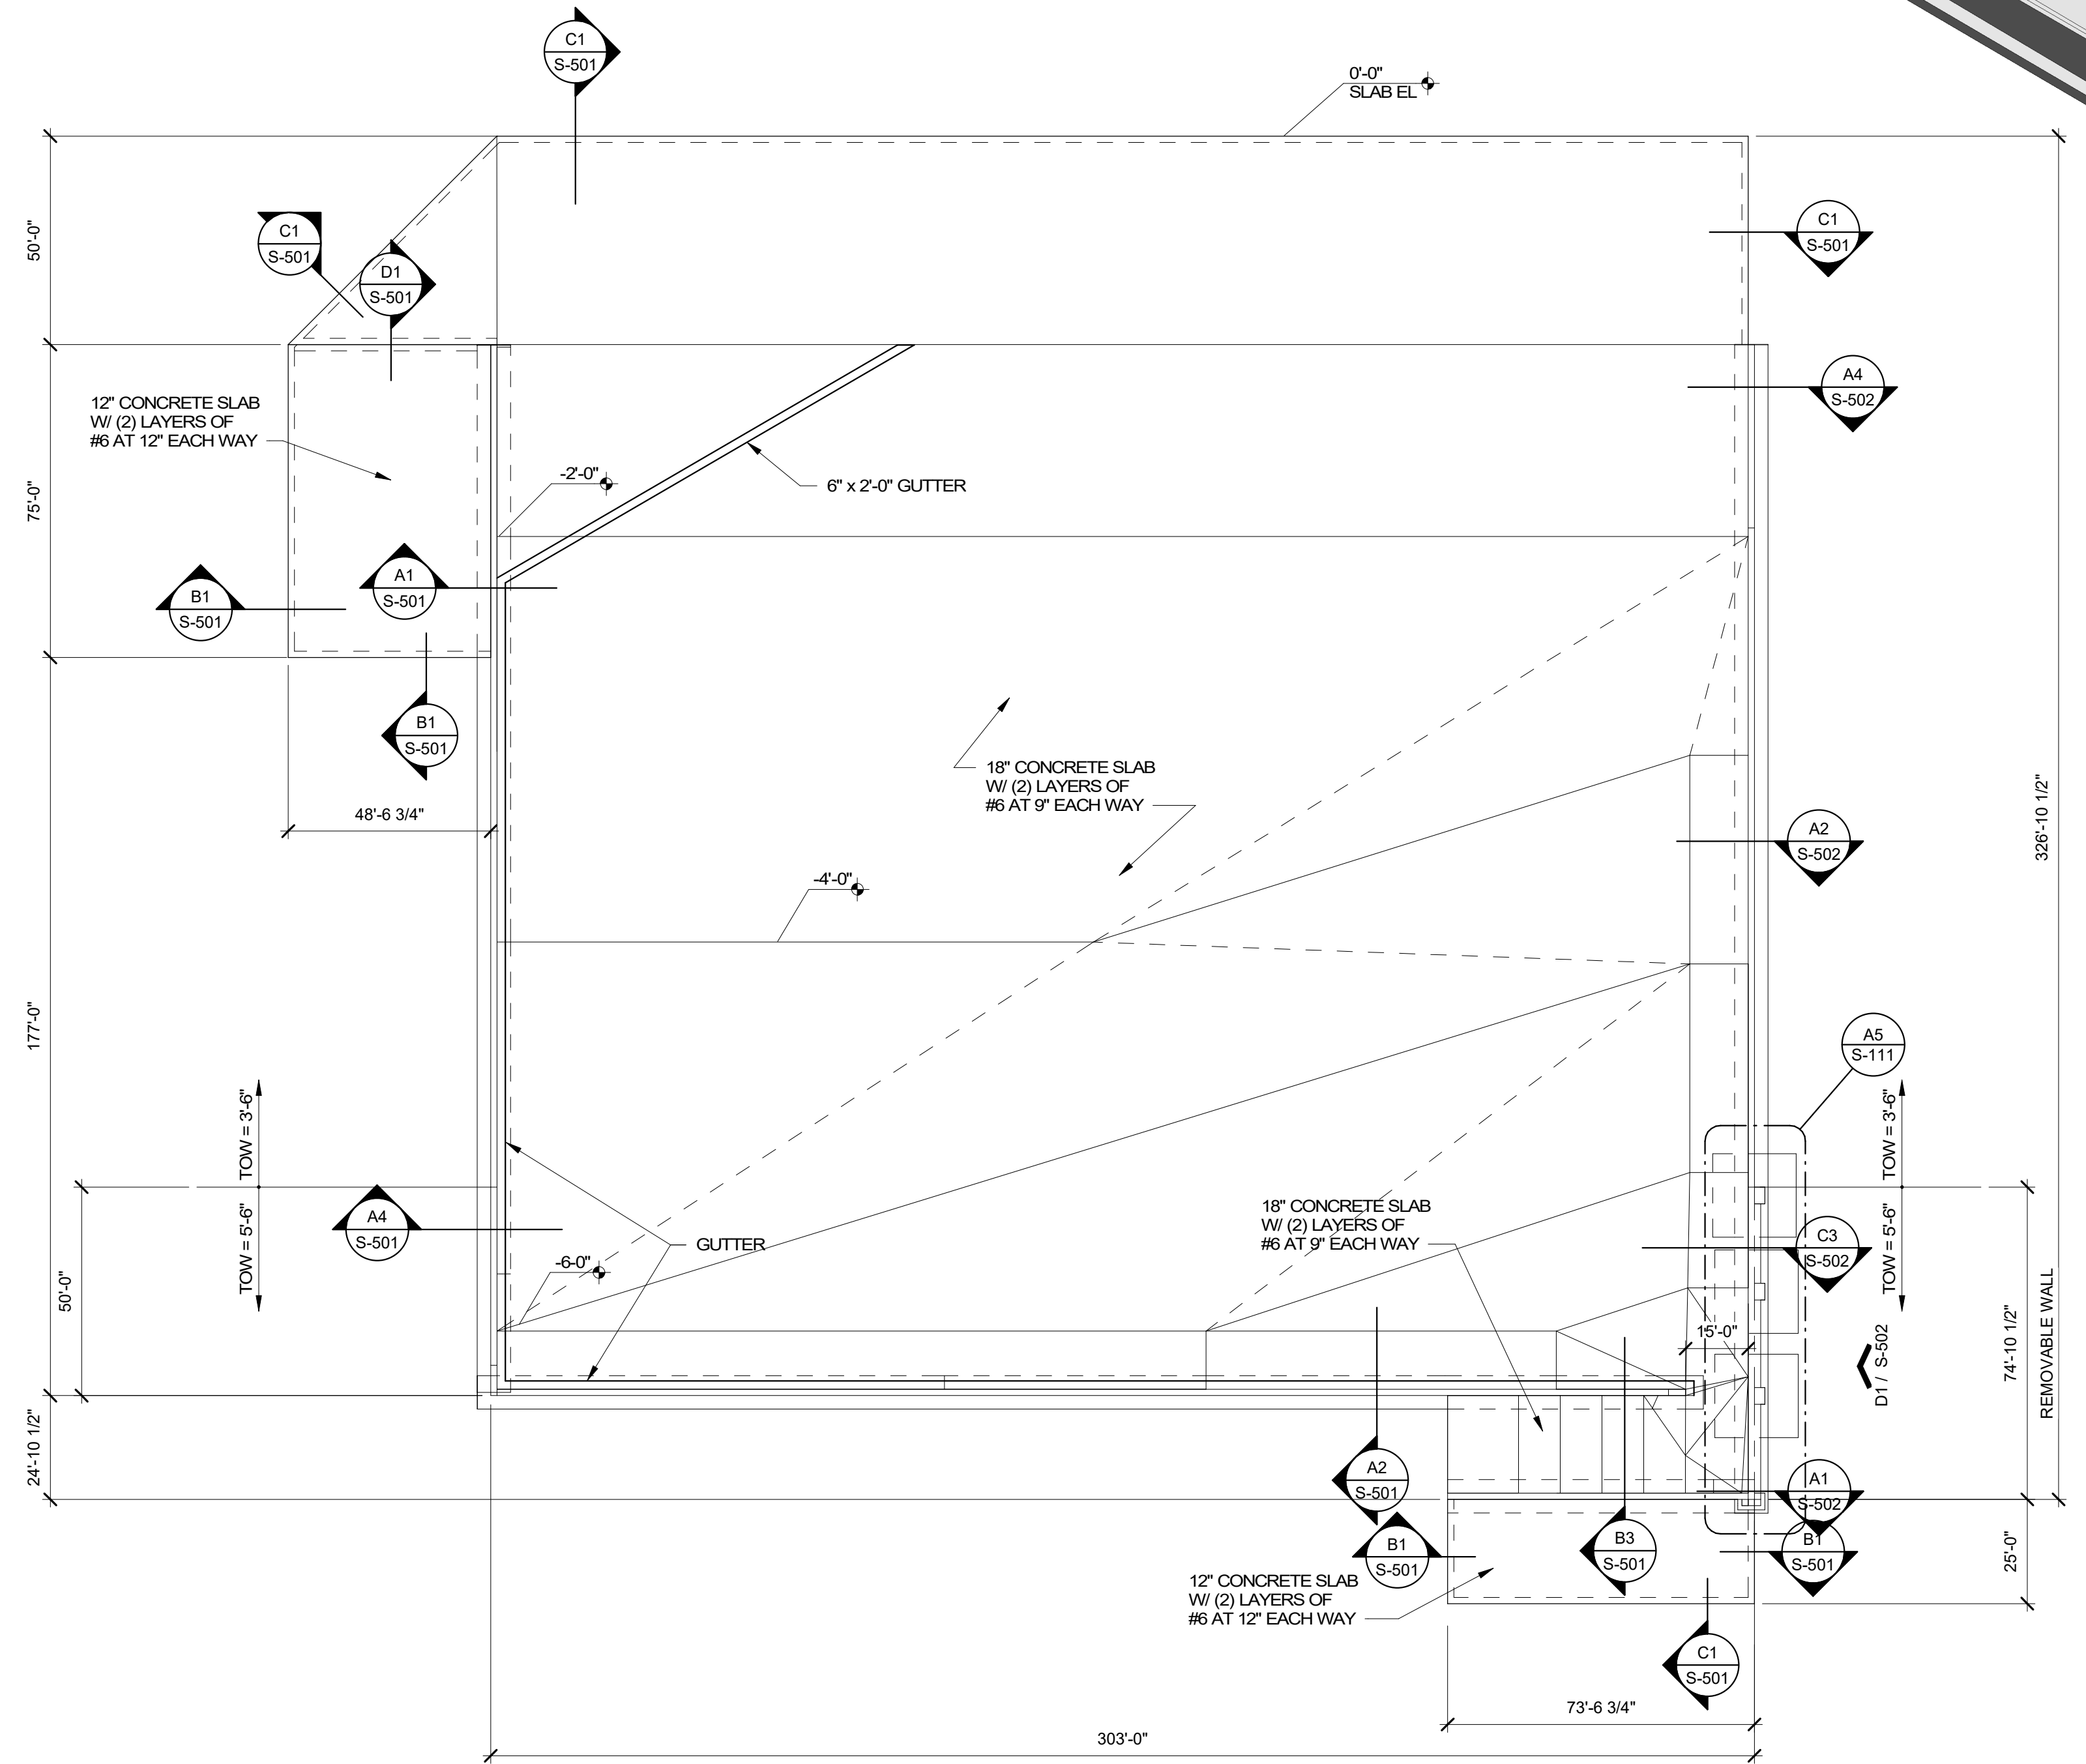 C1
S-501
0'-0"
SLAB EL
50'-0"
C1
S-501
D1
S-501
C1
S-501
12" CONCRETE SLAB
W/ (2) LAYERS OF
#6 AT 12" EACH WAY
A4
S-502
75'-0"
-2'-0"
6" x 2'-0" GUTTER
A1
S-501
B1
S-501
B1
S-501
18" CONCRETE SLAB
W/ (2) LAYERS OF
#6 AT 9" EACH WAY
48'-6 3/4"
326'-10 1/2"
A2
S-502
-4'-0"
177'-0"
A5
S-111
TOW = 3'-6"
TOW = 5'-6"
TOW = 3'-6"
TOW = 5'-6"
A4
S-501
GUTTER
18" CONCRETE SLAB
W/ (2) LAYERS OF
#6 AT 9" EACH WAY
C3
S-502
-6-0"
50'-0"
15'-0"
74'-10 1/2"
REMOVABLE WALL
D1 / S-502
24'-10 1/2"
A2
S-501
A1
S-502
B1
S-501
B3
S-501
B1
S-501
25'-0"
12" CONCRETE SLAB
W/ (2) LAYERS OF
#6 AT 12" EACH WAY
C1
S-501
73'-6 3/4"
303'-0"